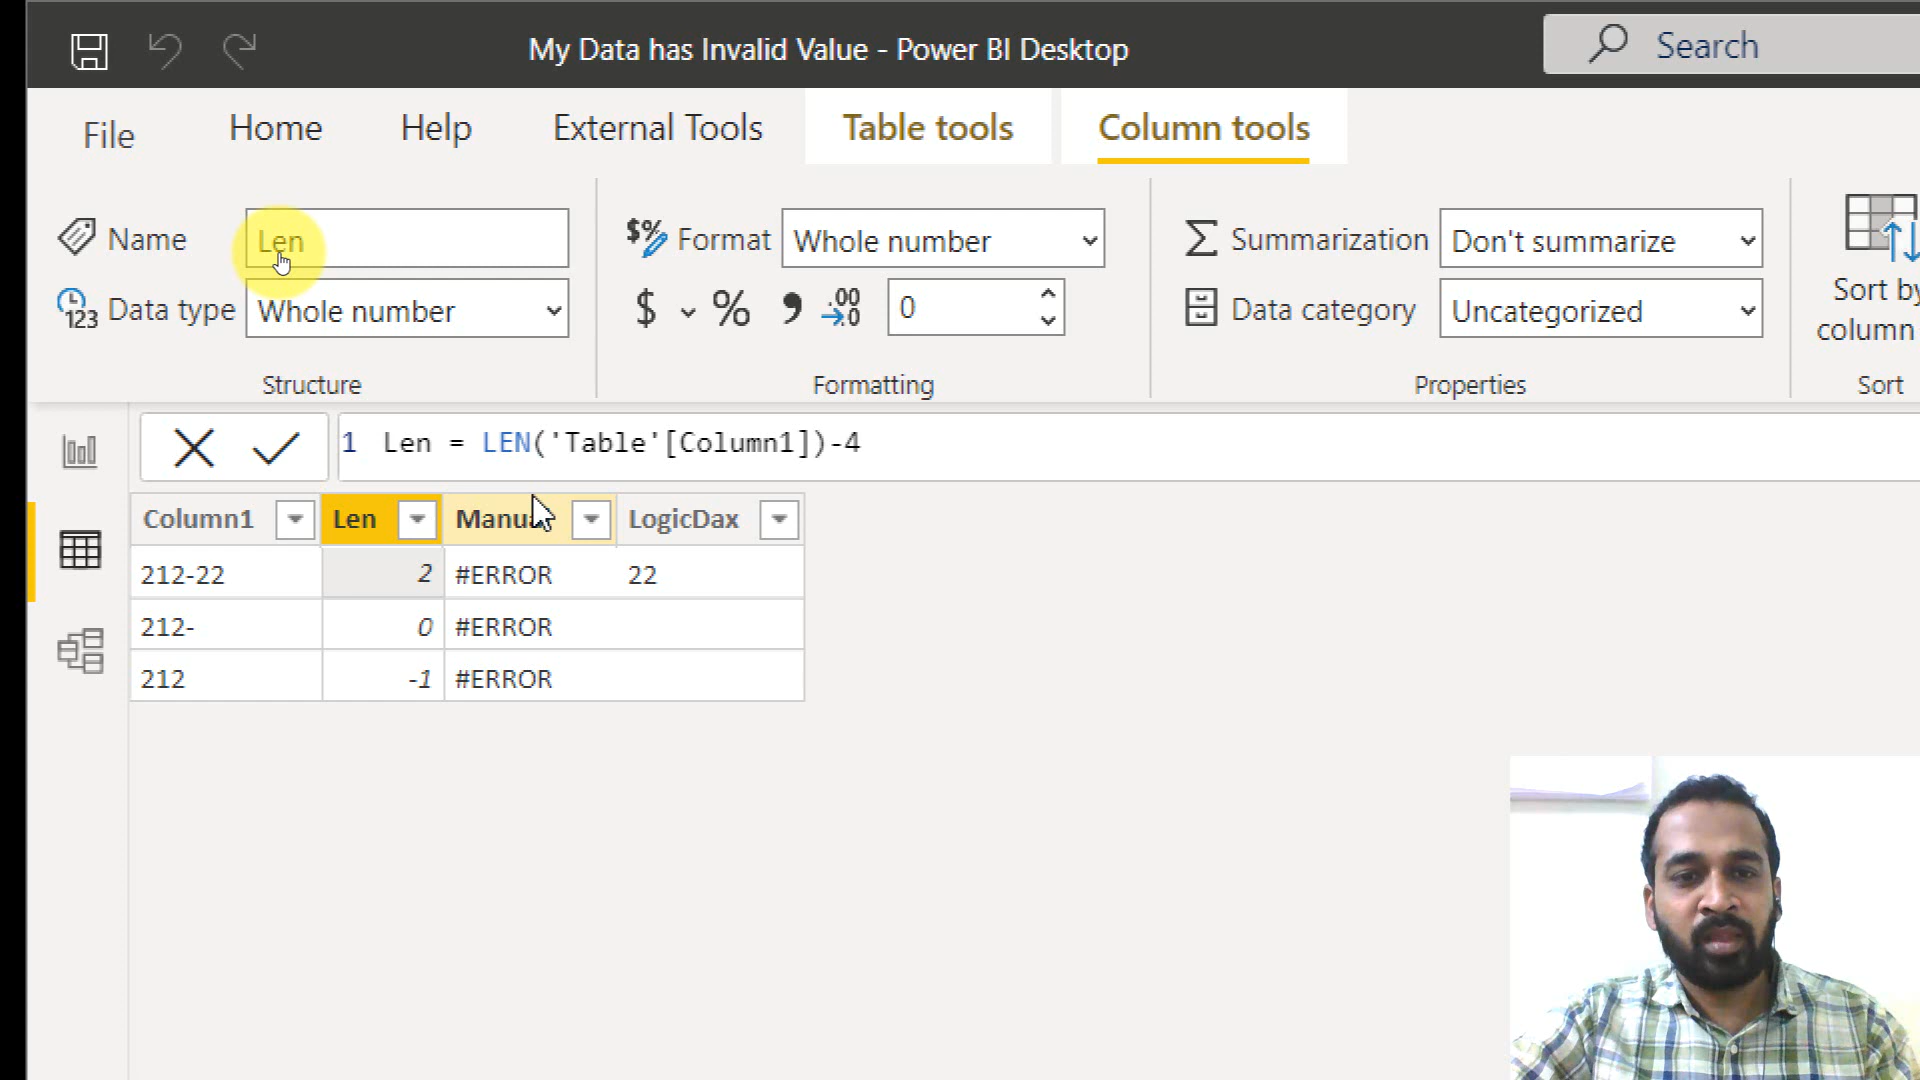 My Data has Invalid Value - Power BI Desktop
Search
File Home Help External Tools Table tools Column tools
Name Len
Data type Whole number
Structure
Format Whole number
$ % 0
Formatting
Summarization Don't summarize
Data category Uncategorized
Properties
Sort by
column
Sort
1 Len = LEN('Table'[Column1])-4
Column1 Len Manua LogicDax
212-22 2 #ERROR 22
212- 0 #ERROR
212 -1 #ERROR